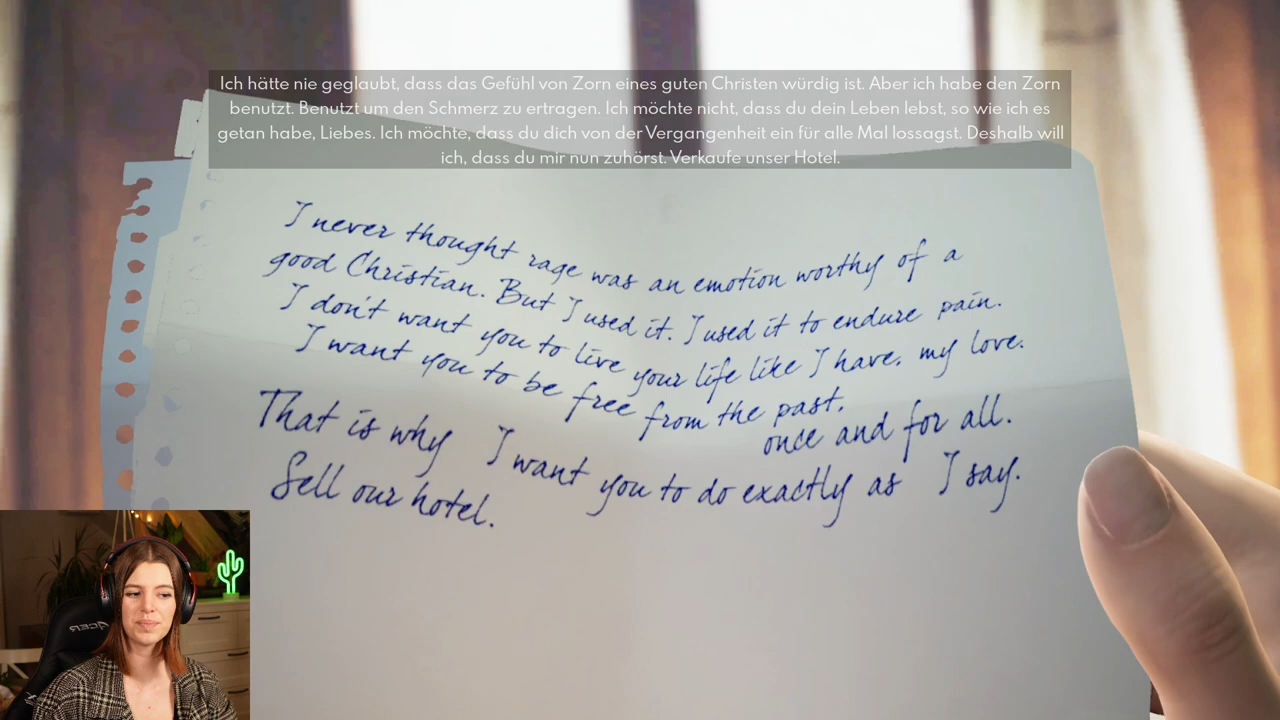 Ich hätte nie geglaubt, dass das Gefühl von Zorn eines guten Christen würdig ist. Aber ich habe den Zorn
benutzt. Benutzt um den Schmerz zu ertragen. Ich möchte nicht, dass du dein Leben lebst, so wie ich es
getan habe, Liebes. Ich möchte, dass du dich von der Vergangenheit ein für alle Mal lossagst. Deshalb will
ich, dass du mir nun zuhörst. Verkaufe unser Hotel.
I never thought rage was an emotion worthy of a
good Christian. But I used it. I used it to endure pain.
I don't want you to live your life like I have, my love.
I want you to be free from the past,
once and for all.
That is why I want you to do exactly as I say.
Sell our hotel.
ACER